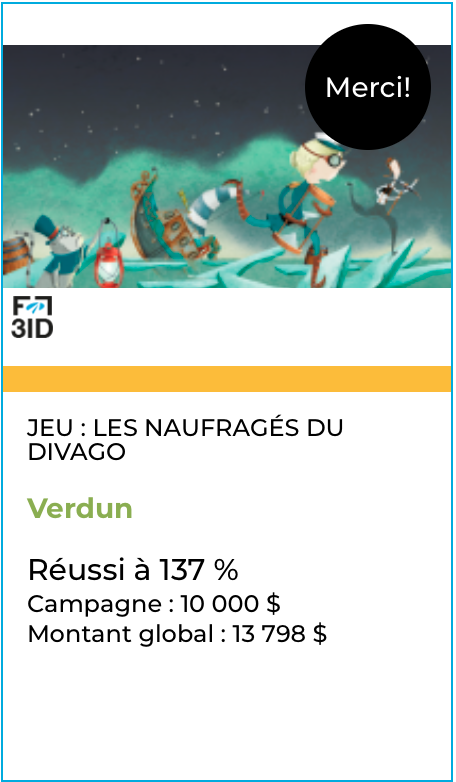 Merci!
F
3ID
JEU : LES NAUFRAGÉS DU
DIVAGO
Verdun
Réussi à 137 %
Campagne : 10 000 $
Montant global : 13 798 $